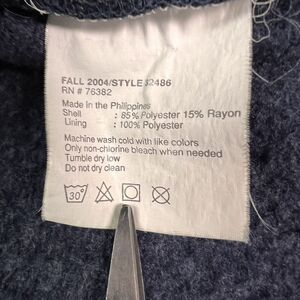 FALL 2004/STYLE 32486
RN # 76382
Made in the Philippines
Shell : 85% Polyester 15% Rayon
Lining : 100% Polyester
Machine wash cold with like colors
Only non-chlorine bleach when needed
Tumble dry low
Do not dry clean
30